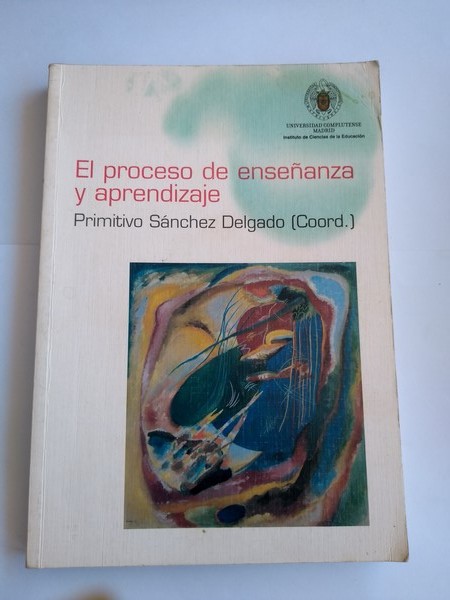 UNIVERSIDAD COMPLUTENSE
MADRID
Instituto de Ciencias de la Educación
El proceso de enseñanza
y aprendizaje
Primitivo Sánchez Delgado (Coord.)